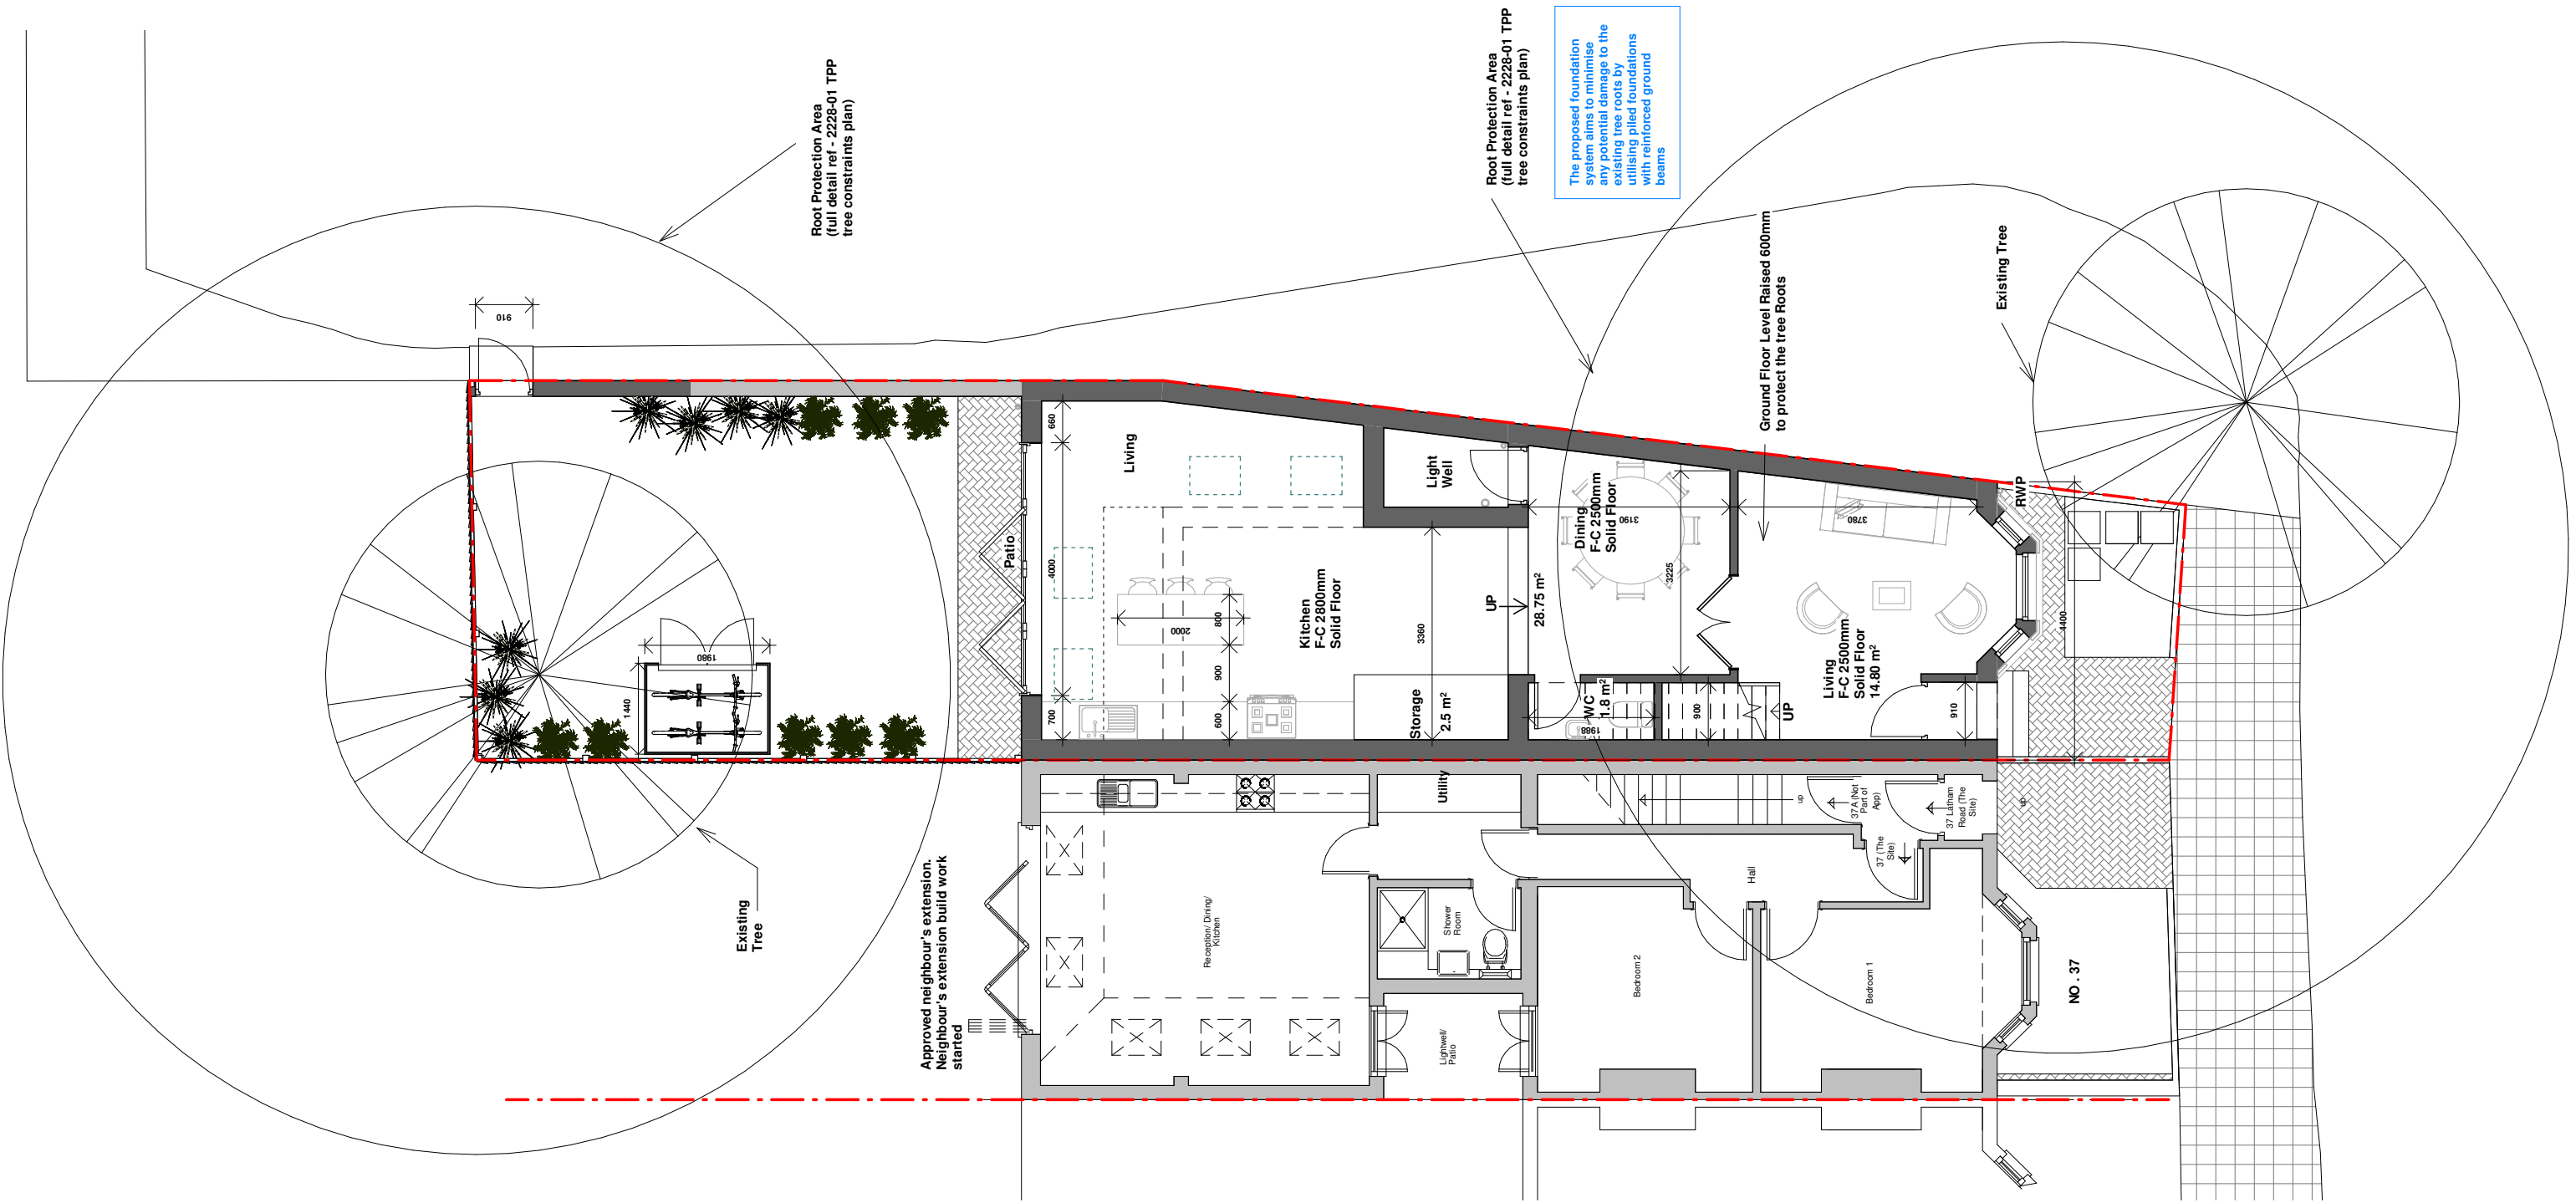 Root Protection Area
(full detail ref - 2228-01 TPP
tree constraints plan)
Root Protection Area
(full detail ref - 2228-01 TPP
tree constraints plan)
The proposed foundation
system aims to minimise
any potential damage to the
existing tree roots by
utilising piled foundations
with reinforced ground
beams
Existing Tree
Ground Floor Level Raised 600mm
to protect the tree Roots
910
660
Living
Light
Well
Patio
4000
2000
800
900
700
600
Kitchen
F-C 2800mm
Solid Floor
3360
Storage
2.5 m²
UP
28.75 m²
Dining
F-C 2500mm
Solid Floor
3190
3225
3780
RWP
4400
Living
F-C 2500mm
Solid Floor
14.80 m²
WC
1.8 m²
1988
900
UP
910
1980
1440
Existing
Tree
Approved neighbour's extension.
Neighbour's extension build work
started
Utility
Reception/ Dining/
Kitchen
Shower
Room
Lightwell/
Patio
up
37 A (Not
Part of
App)
37 Latham
Road (The
Site)
37 (The
Site)
up
Hall
Bedroom 2
Bedroom 1
NO . 37